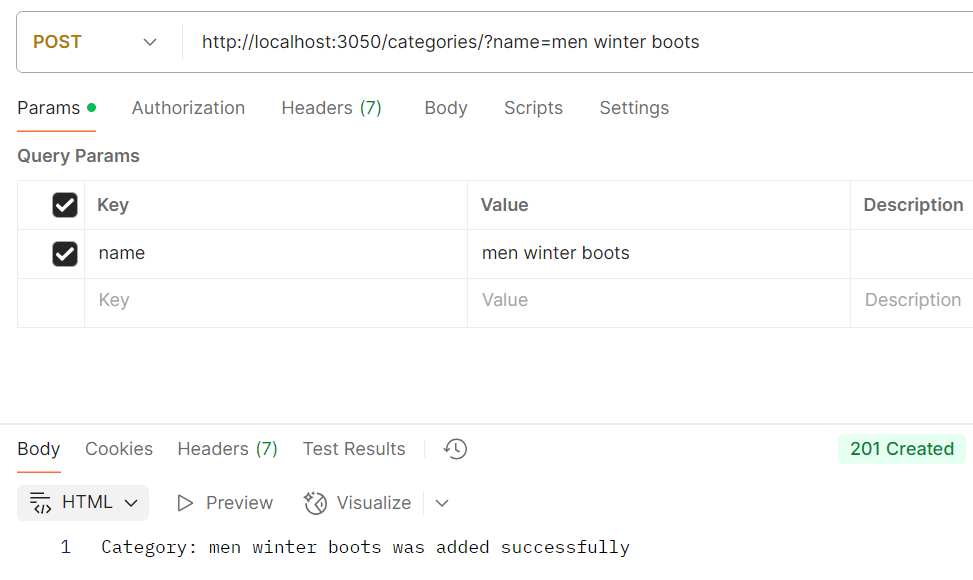 POST http://localhost:3050/categories/?name=men winter boots
Params Authorization Headers (7) Body Scripts Settings
Query Params
Key Value Description
name men winter boots
Key Value Description
Body Cookies Headers (7) Test Results 201 Created
HTML Preview Visualize
1 Category: men winter boots was added successfully